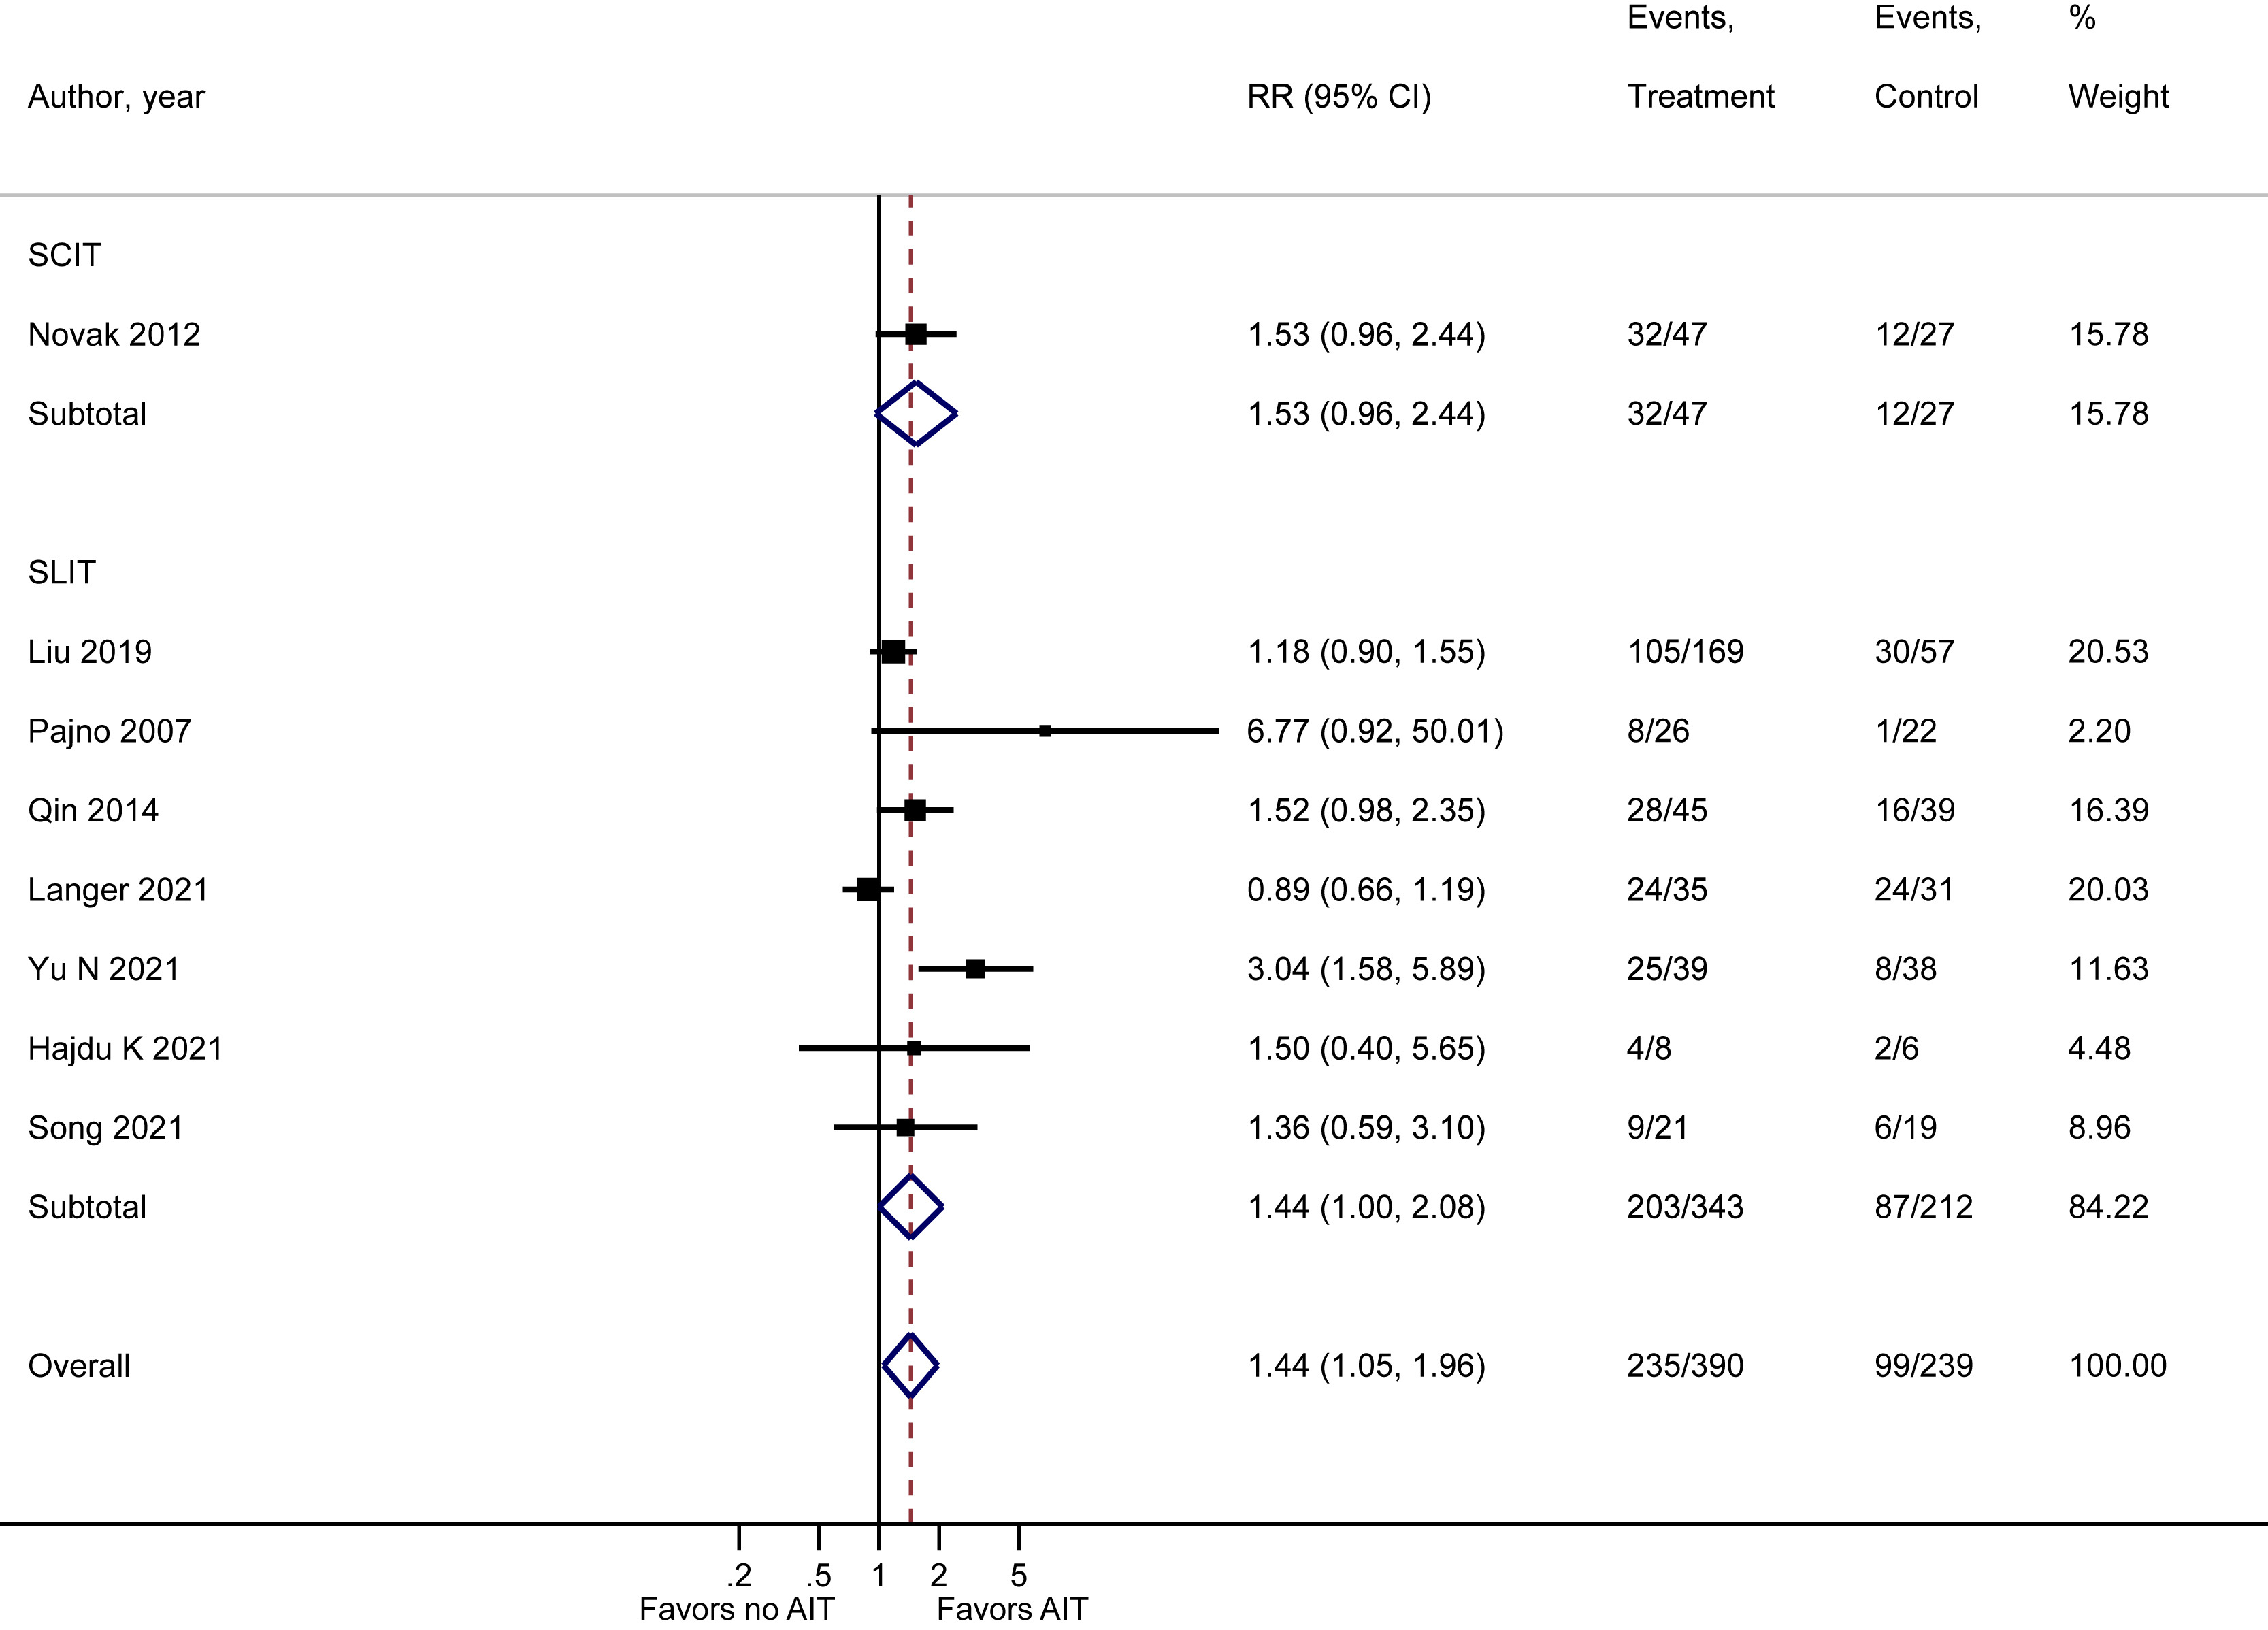 Events, Events, %
Author, year RR (95% CI) Treatment Control Weight
SCIT
Novak 2012 1.53 (0.96, 2.44) 32/47 12/27 15.78
Subtotal 1.53 (0.96, 2.44) 32/47 12/27 15.78
SLIT
Liu 2019 1.18 (0.90, 1.55) 105/169 30/57 20.53
Pajno 2007 6.77 (0.92, 50.01) 8/26 1/22 2.20
Qin 2014 1.52 (0.98, 2.35) 28/45 16/39 16.39
Langer 2021 0.89 (0.66, 1.19) 24/35 24/31 20.03
Yu N 2021 3.04 (1.58, 5.89) 25/39 8/38 11.63
Hajdu K 2021 1.50 (0.40, 5.65) 4/8 2/6 4.48
Song 2021 1.36 (0.59, 3.10) 9/21 6/19 8.96
Subtotal 1.44 (1.00, 2.08) 203/343 87/212 84.22
Overall 1.44 (1.05, 1.96) 235/390 99/239 100.00
.2 .5 1 2 5
Favors no AIT Favors AIT